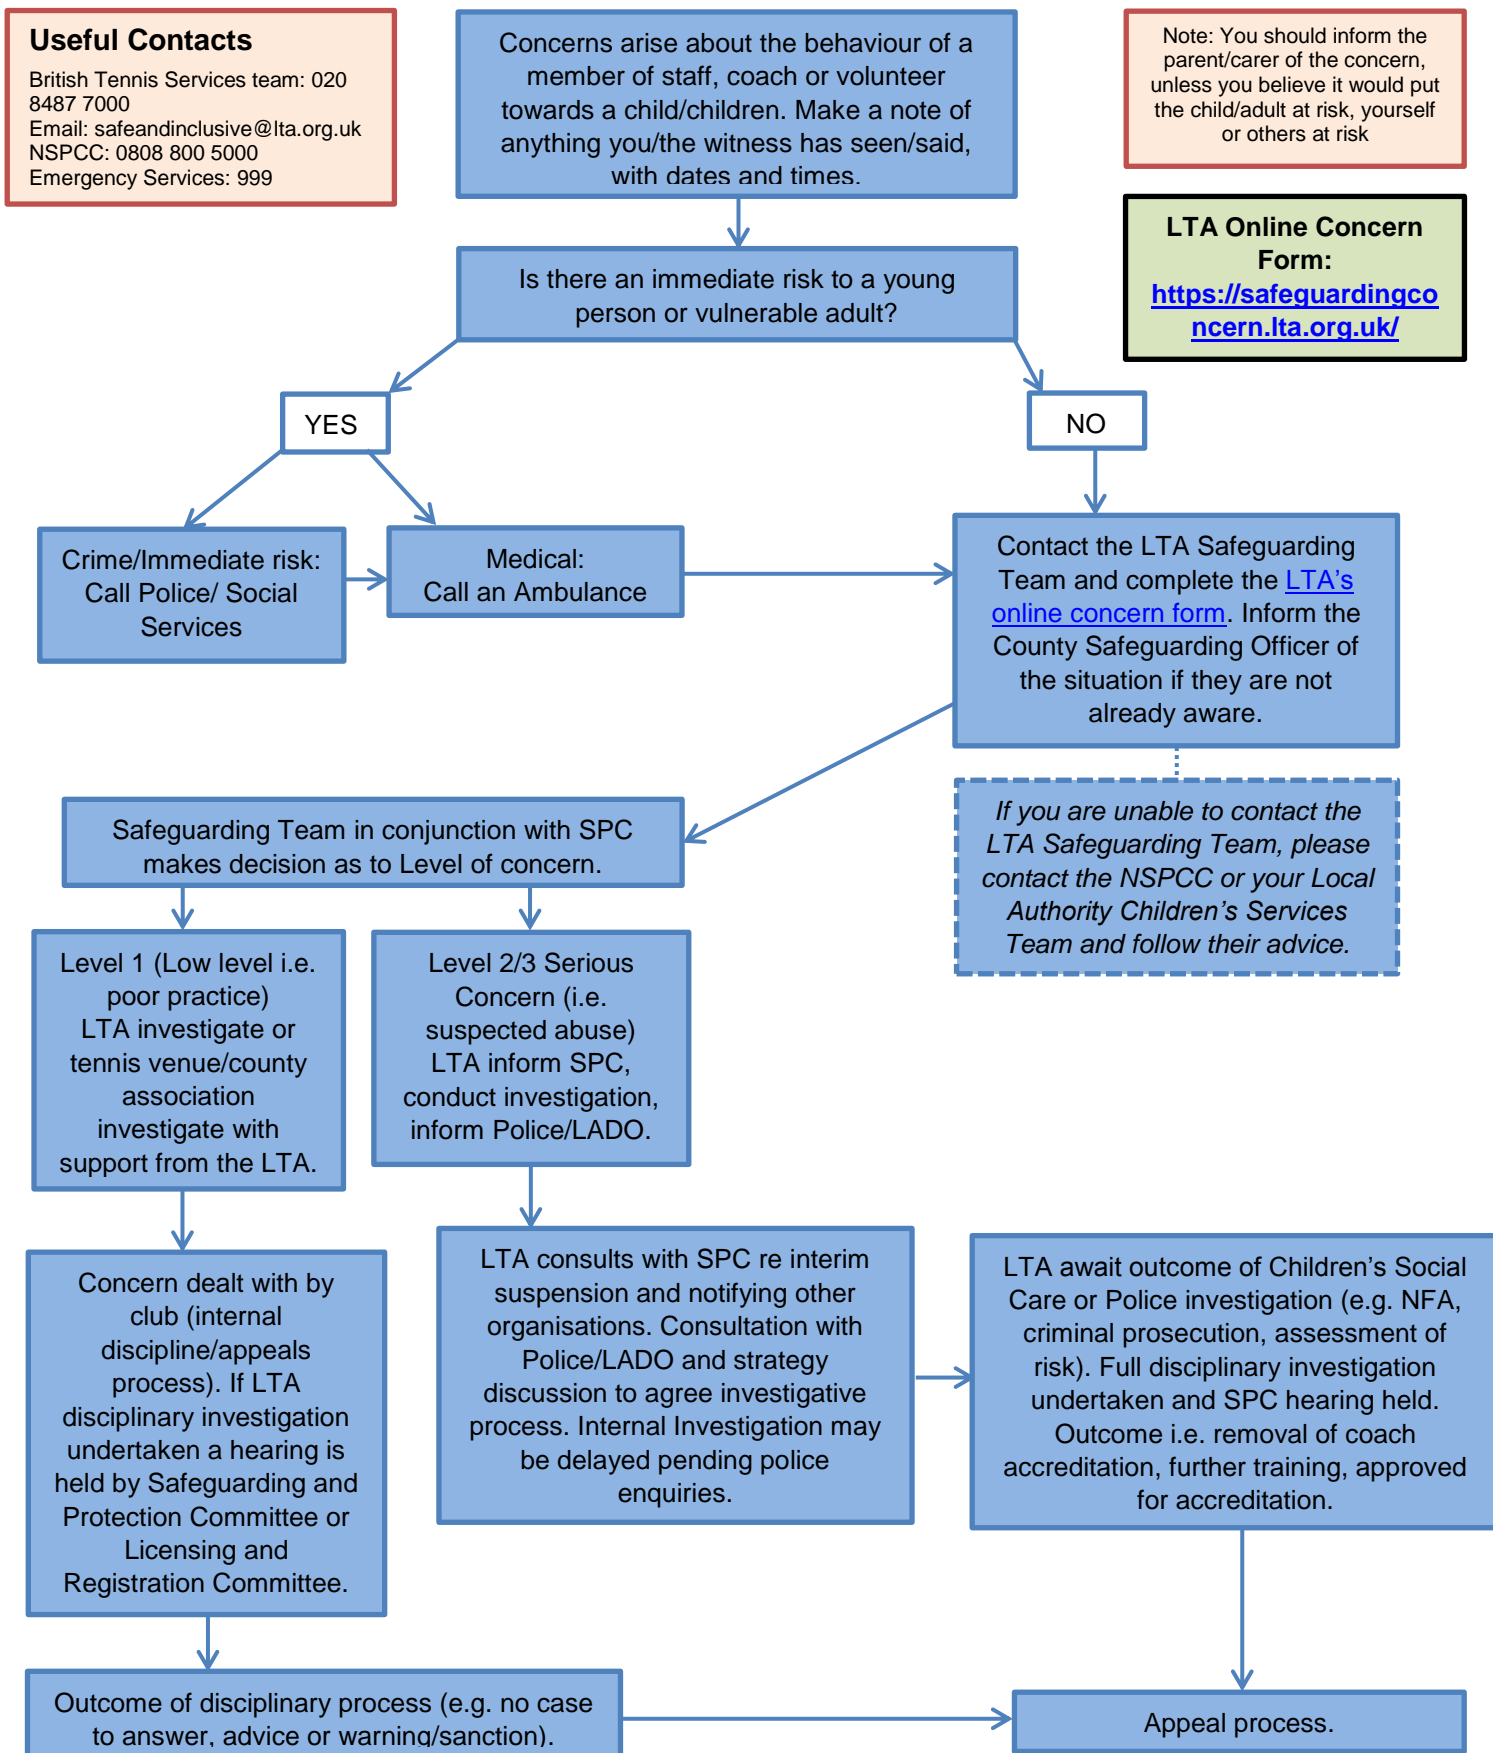 Useful Contacts
British Tennis Services team: 020
8487 7000
Email: safeandinclusive@lta.org.uk
NSPCC: 0808 800 5000
Emergency Services: 999
Concerns arise about the behaviour of a
member of staff, coach or volunteer
towards a child/children. Make a note of
anything you/the witness has seen/said,
with dates and times.
Note: You should inform the
parent/carer of the concern,
unless you believe it would put
the child/adult at risk, yourself
or others at risk
LTA Online Concern
Form:
https://safeguardingco
ncern.lta.org.uk/
Is there an immediate risk to a young
person or vulnerable adult?
YES
NO
Crime/Immediate risk:
Call Police/ Social
Services
Medical:
Call an Ambulance
Contact the LTA Safeguarding
Team and complete the LTA’s
online concern form. Inform the
County Safeguarding Officer of
the situation if they are not
already aware.
If you are unable to contact the
LTA Safeguarding Team, please
contact the NSPCC or your Local
Authority Children’s Services
Team and follow their advice.
Safeguarding Team in conjunction with SPC
makes decision as to Level of concern.
Level 1 (Low level i.e.
poor practice)
LTA investigate or
tennis venue/county
association
investigate with
support from the LTA.
Level 2/3 Serious
Concern (i.e.
suspected abuse)
LTA inform SPC,
conduct investigation,
inform Police/LADO.
Concern dealt with by
club (internal
discipline/appeals
process). If LTA
disciplinary investigation
undertaken a hearing is
held by Safeguarding and
Protection Committee or
Licensing and
Registration Committee.
LTA consults with SPC re interim
suspension and notifying other
organisations. Consultation with
Police/LADO and strategy
discussion to agree investigative
process. Internal Investigation may
be delayed pending police
enquiries.
LTA await outcome of Children’s Social
Care or Police investigation (e.g. NFA,
criminal prosecution, assessment of
risk). Full disciplinary investigation
undertaken and SPC hearing held.
Outcome i.e. removal of coach
accreditation, further training, approved
for accreditation.
Outcome of disciplinary process (e.g. no case
to answer, advice or warning/sanction).
Appeal process.